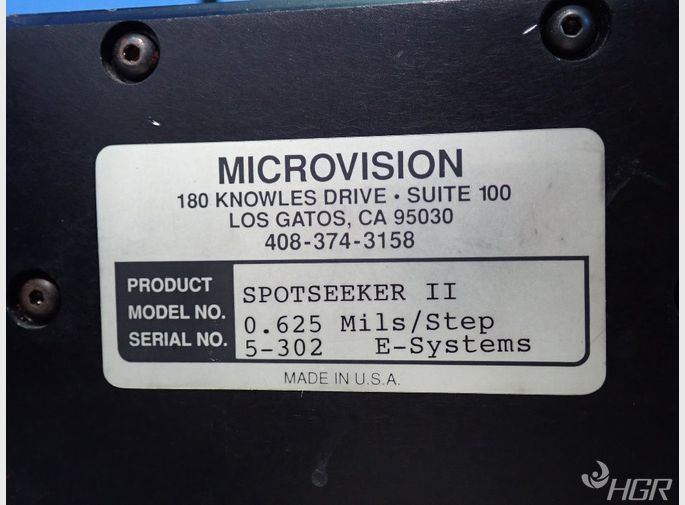 MICROVISION
180 KNOWLES DRIVE • SUITE 100
LOS GATOS, CA 95030
408-374-3158
PRODUCT SPOTSEEKER II
MODEL NO. 0.625 Mils/Step
SERIAL NO. 5-302 E-Systems
MADE IN U.S.A.
HGR